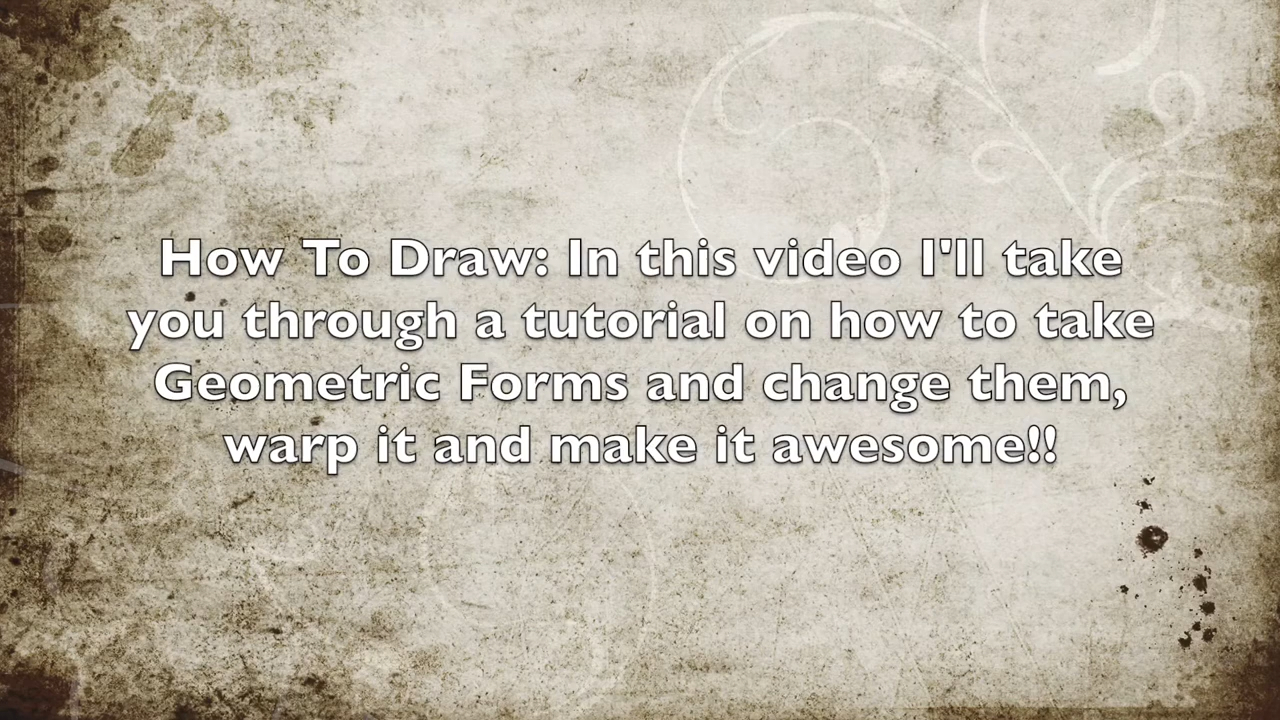 How To Draw: In this video I'll take
you through a tutorial on how to take
Geometric Forms and change them,
warp it and make it awesome!!